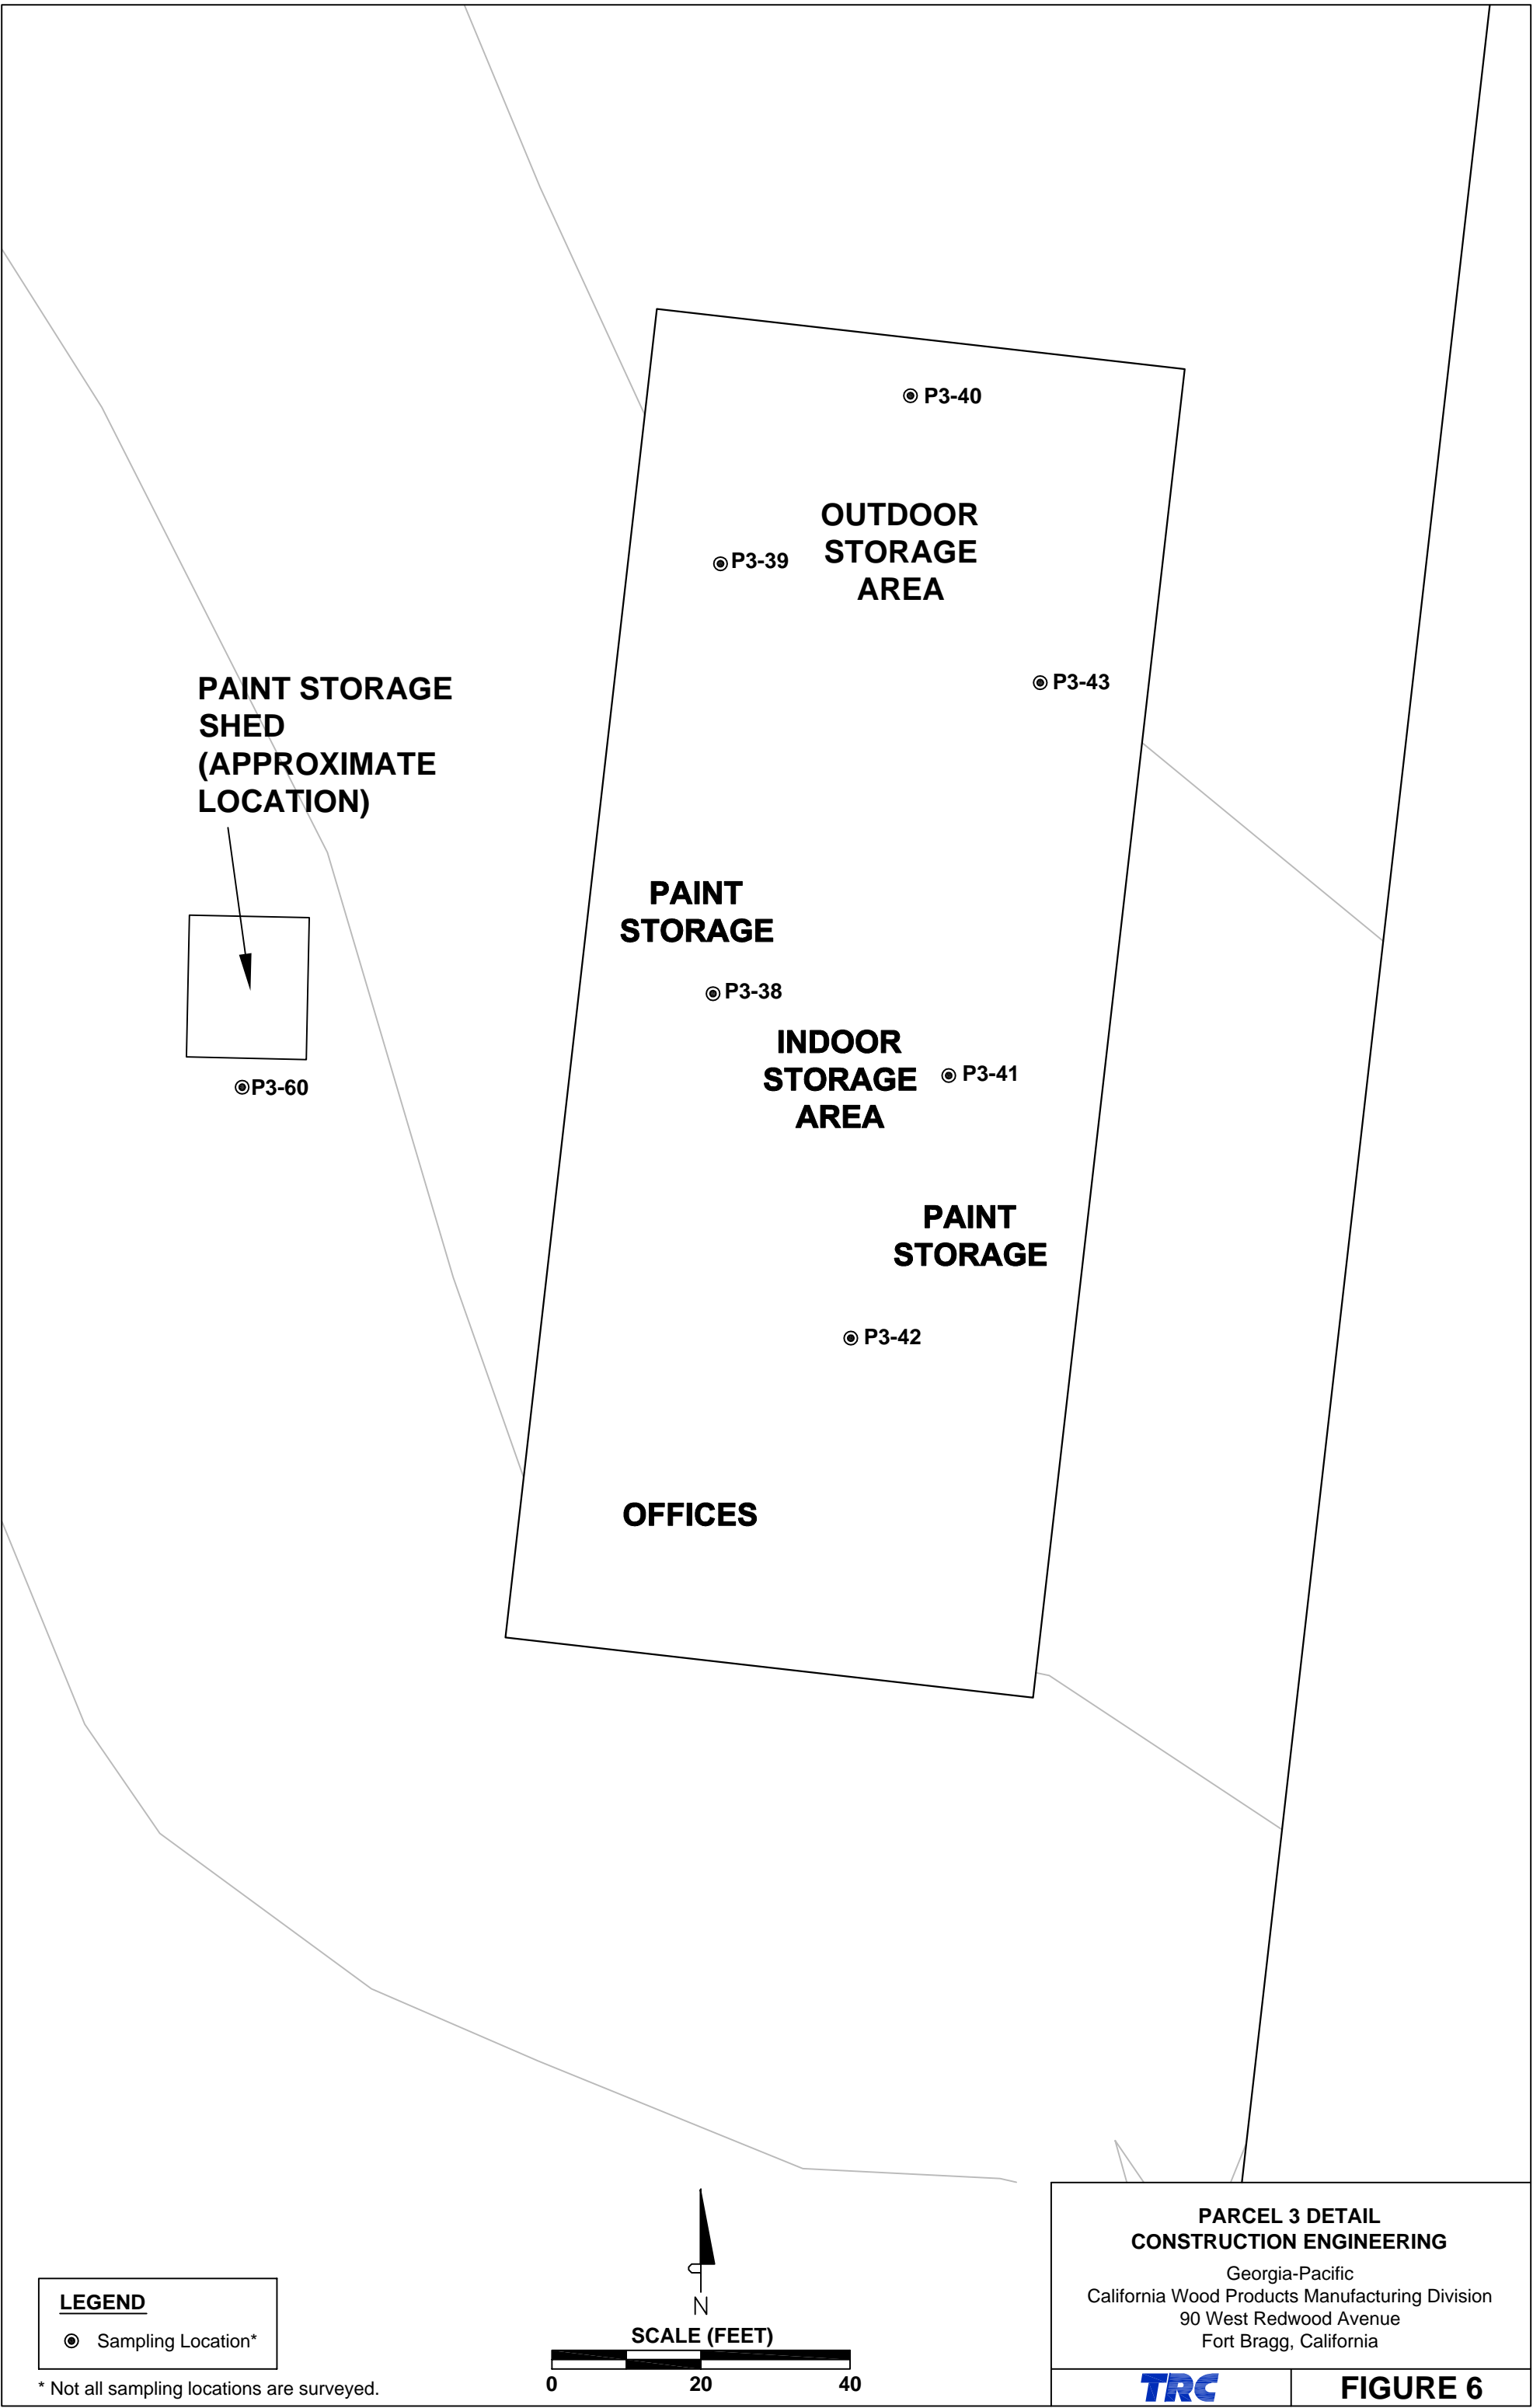 P3-40
OUTDOOR
STORAGE
AREA
P3-39
P3-43
PAINT STORAGE
SHED
(APPROXIMATE
LOCATION)
PAINT
STORAGE
P3-38
INDOOR
STORAGE
AREA
P3-41
P3-60
PAINT
STORAGE
P3-42
OFFICES
LEGEND
Sampling Location*
* Not all sampling locations are surveyed.
N
SCALE (FEET)
0 20 40
PARCEL 3 DETAIL
CONSTRUCTION ENGINEERING
Georgia-Pacific
California Wood Products Manufacturing Division
90 West Redwood Avenue
Fort Bragg, California
TRC
FIGURE 6